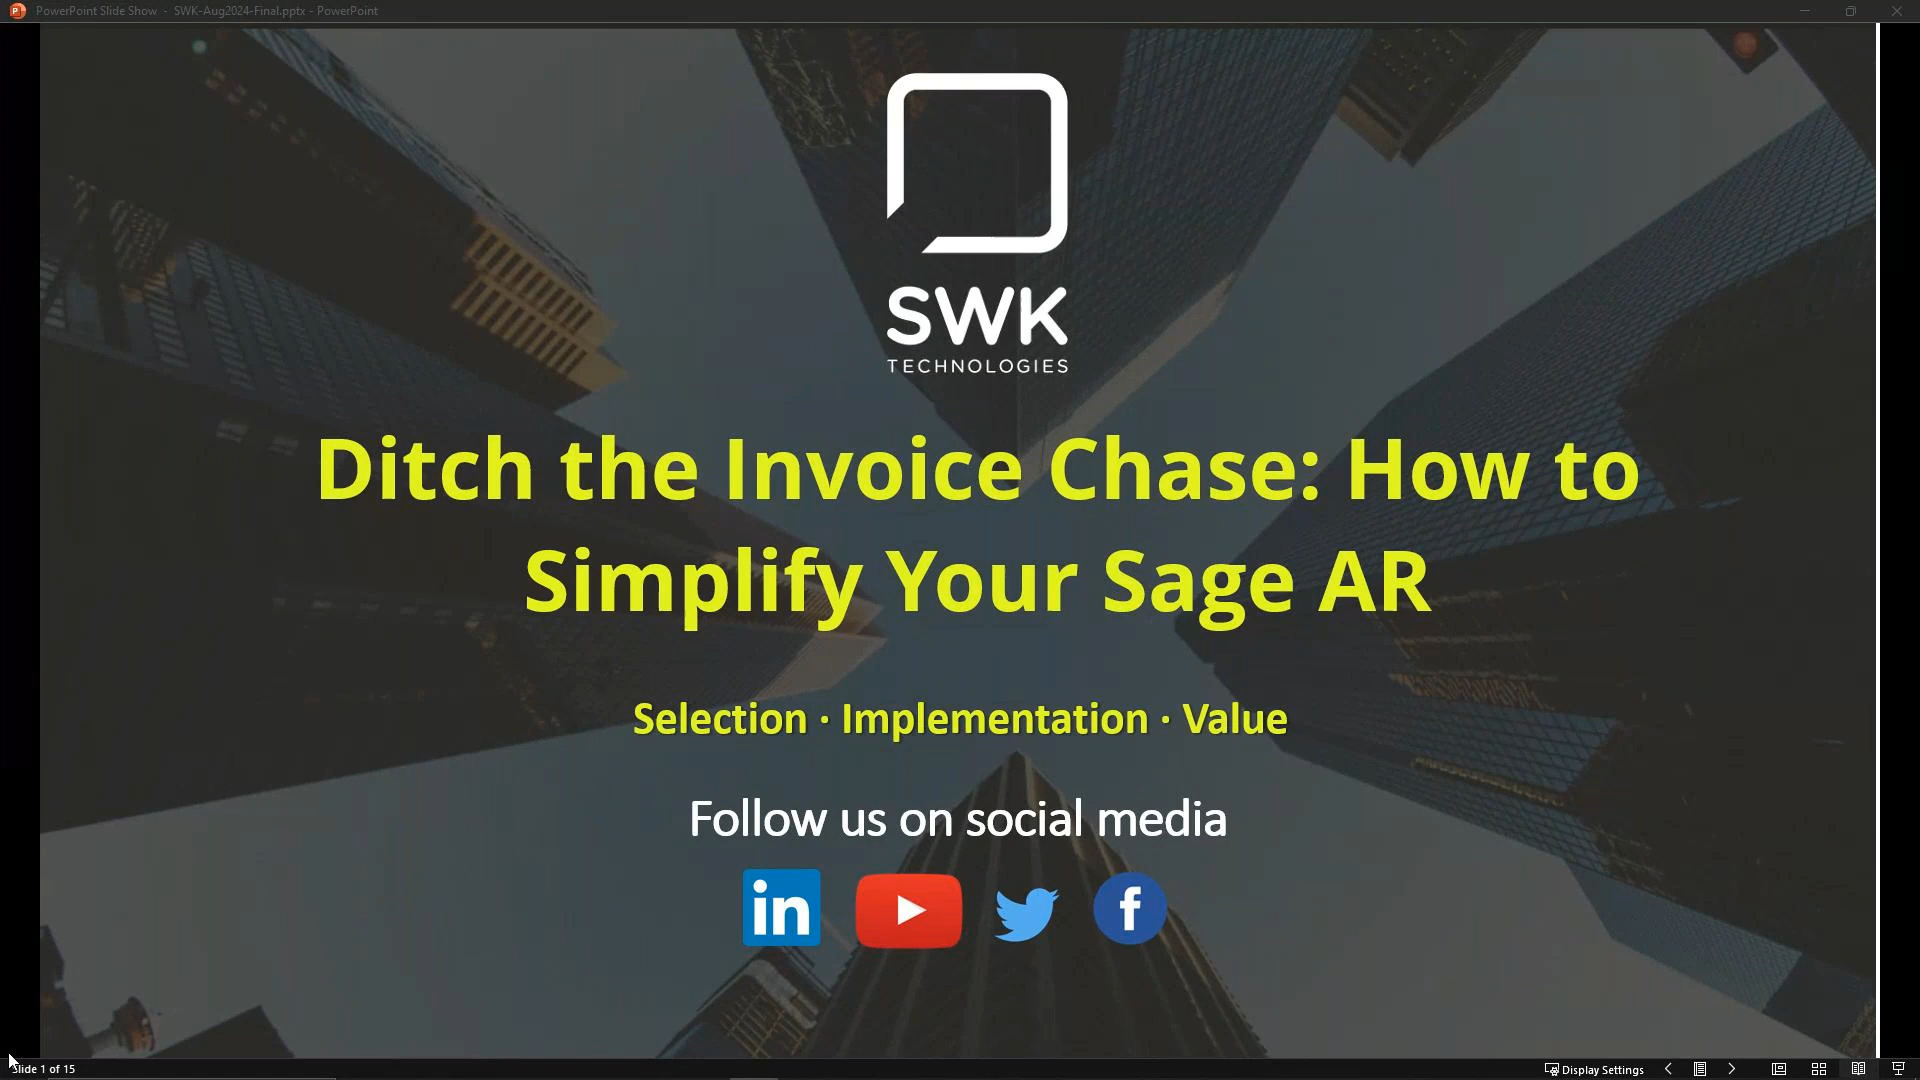 PowerPoint Slide Show - SWK-Aug2024-Final.pptx - PowerPoint
SWK
TECHNOLOGIES
Ditch the Invoice Chase: How to
Simplify Your Sage AR
Selection · Implementation · Value
Follow us on social media
in
f
Slide 1 of 15
Display Settings